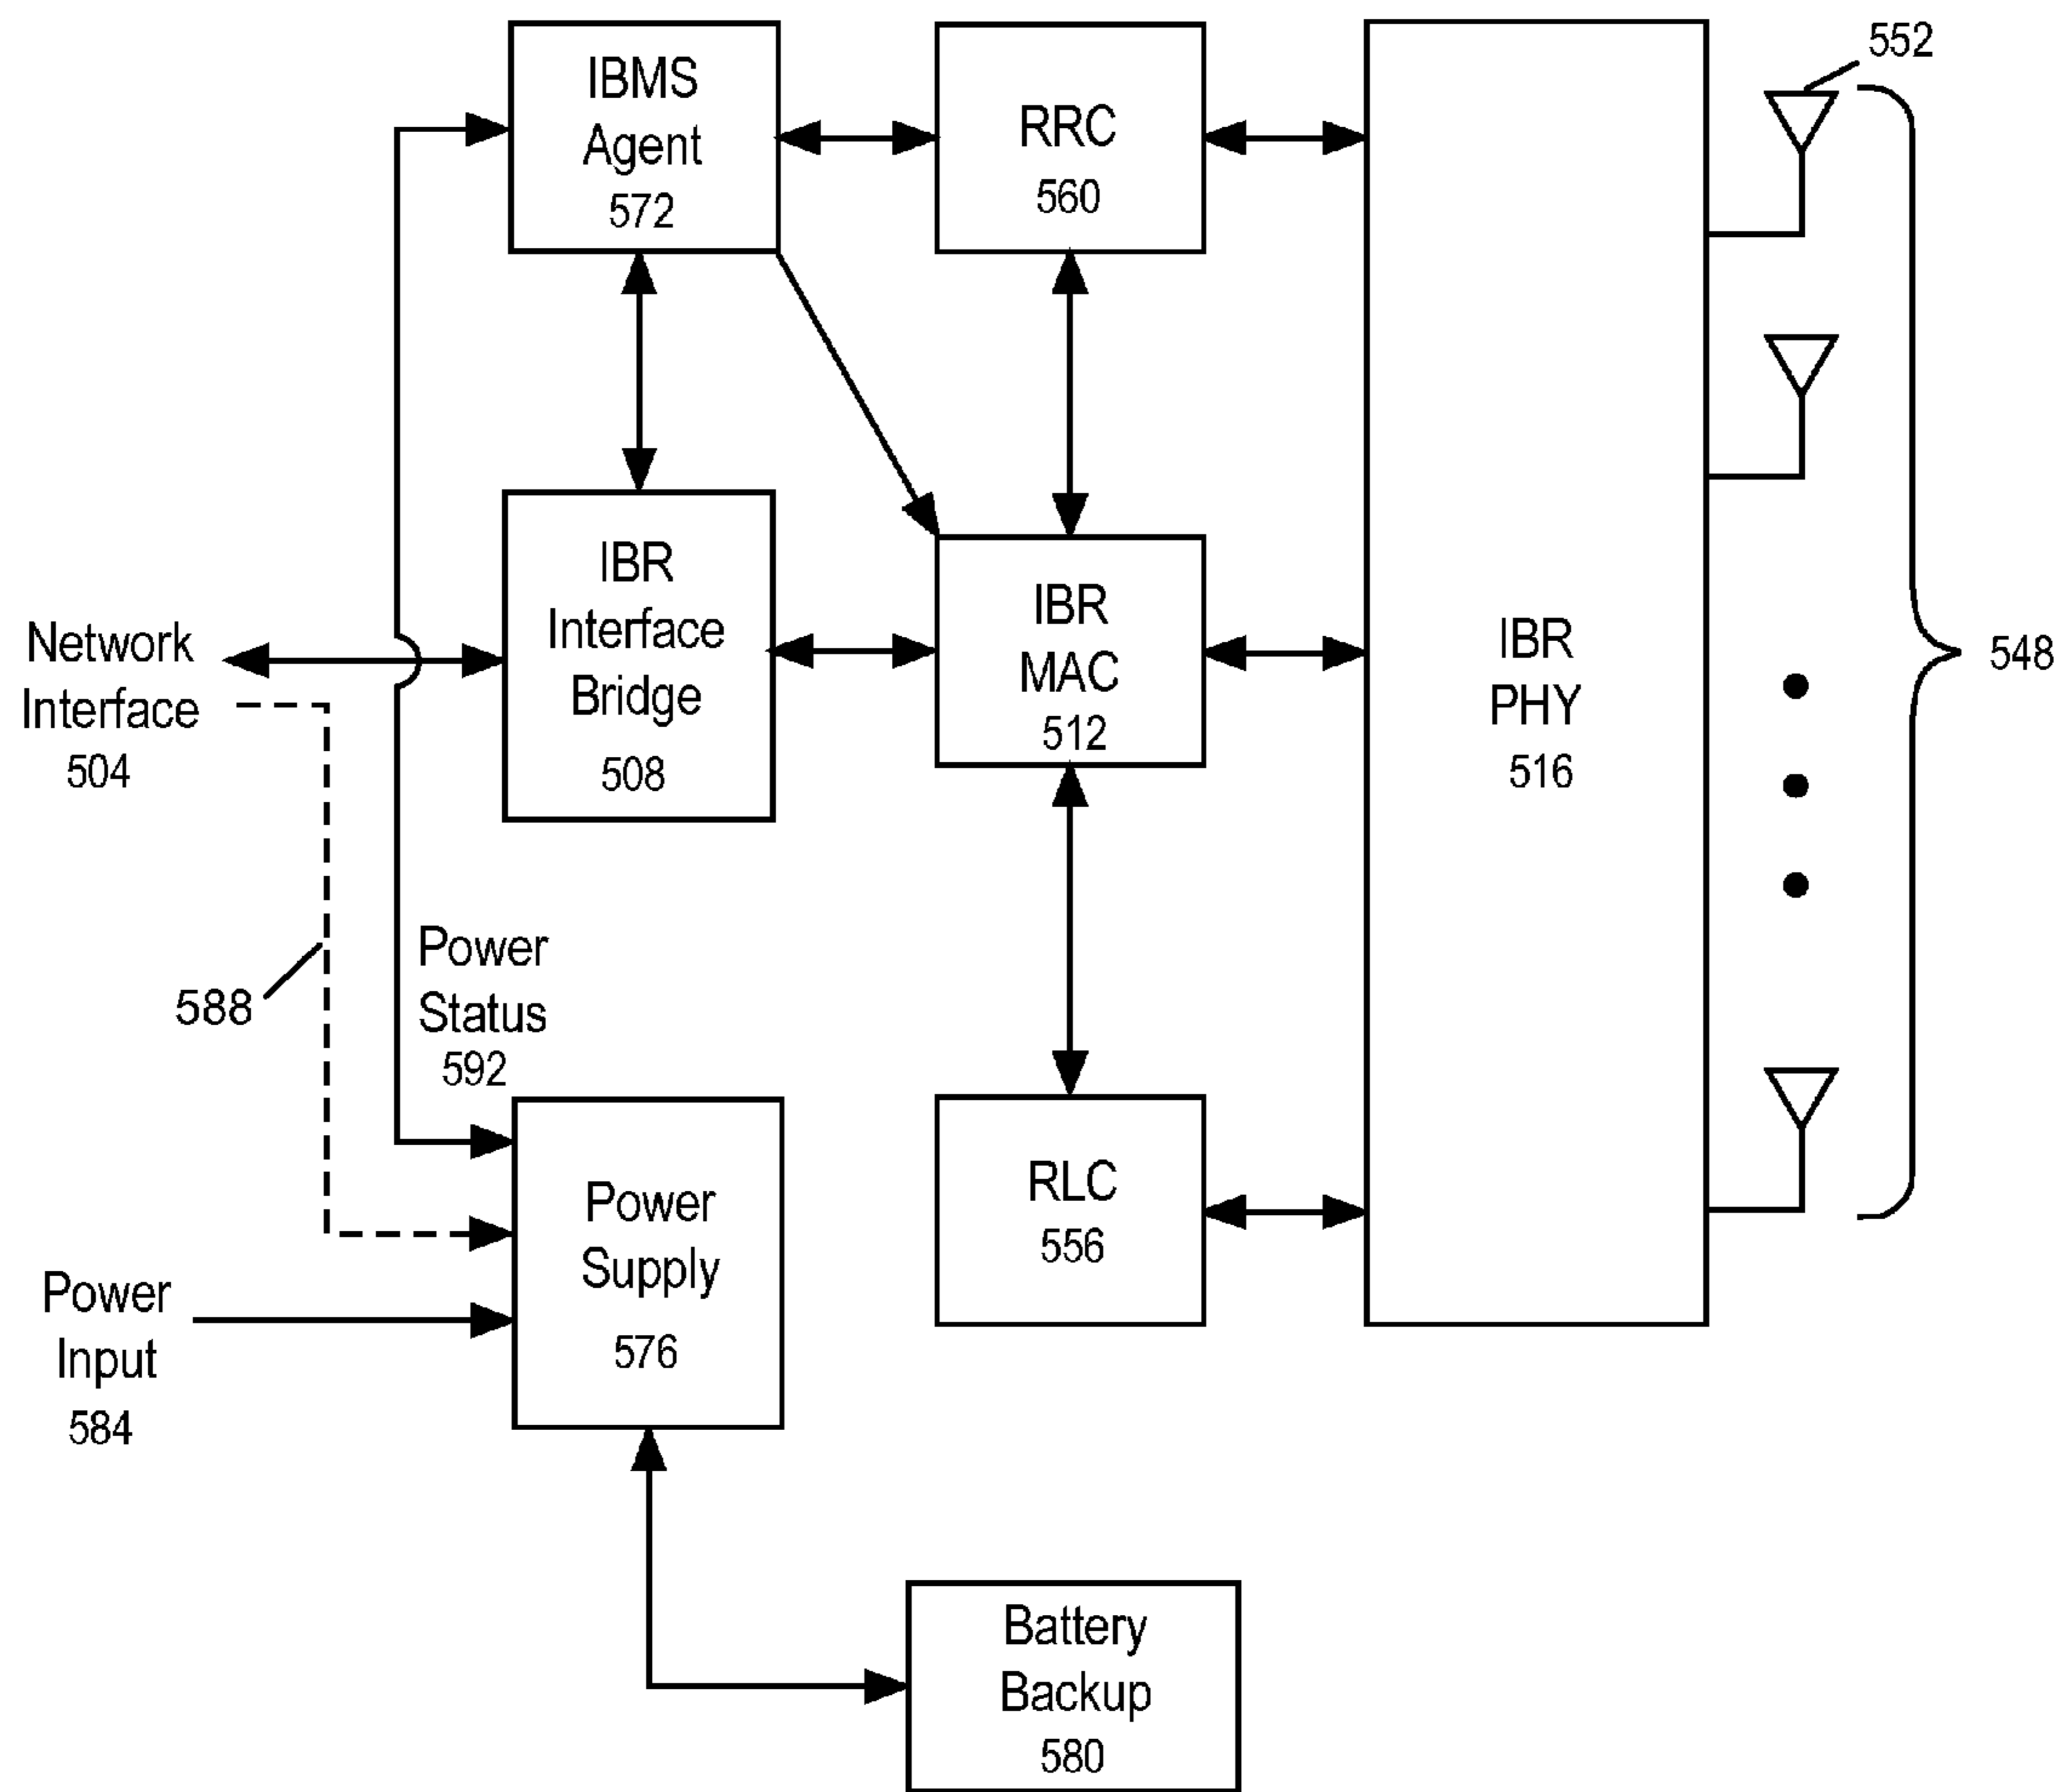 552
IBMS
Agent
572
RRC
560
IBR
Interface
Bridge
508
IBR
MAC
512
IBR
PHY
516
548
Network
Interface
504
588
Power
Status
592
Power
Supply
576
RLC
556
Power
Input
584
Battery
Backup
580